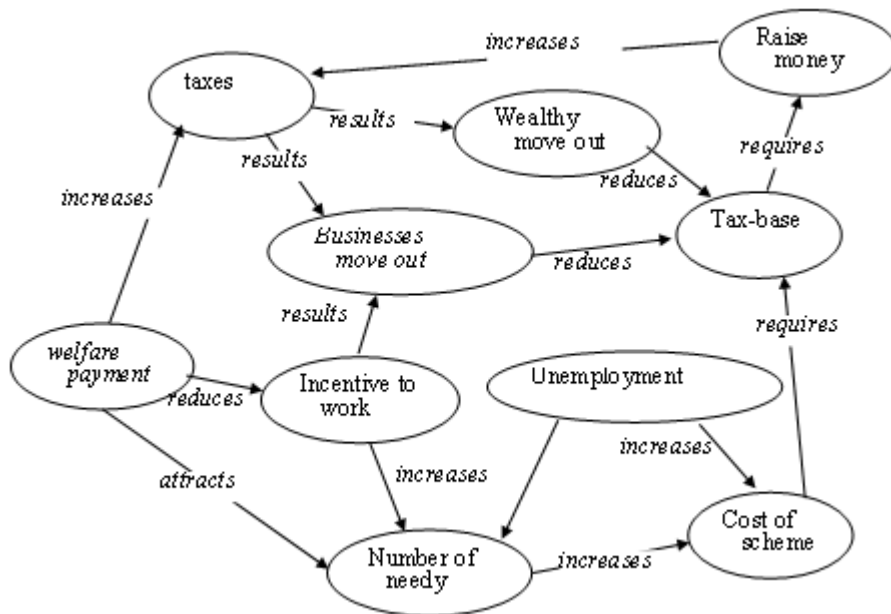 increases
Raise
money
taxes
results
Wealthy
move out
results
requires
reduces
increases
Tax-base
Businesses
move out
reduces
results
requires
welfare
payment
reduces
Incentive to
work
Unemployment
increases
attracts
increases
Cost of
scheme
Number of
needy
increases